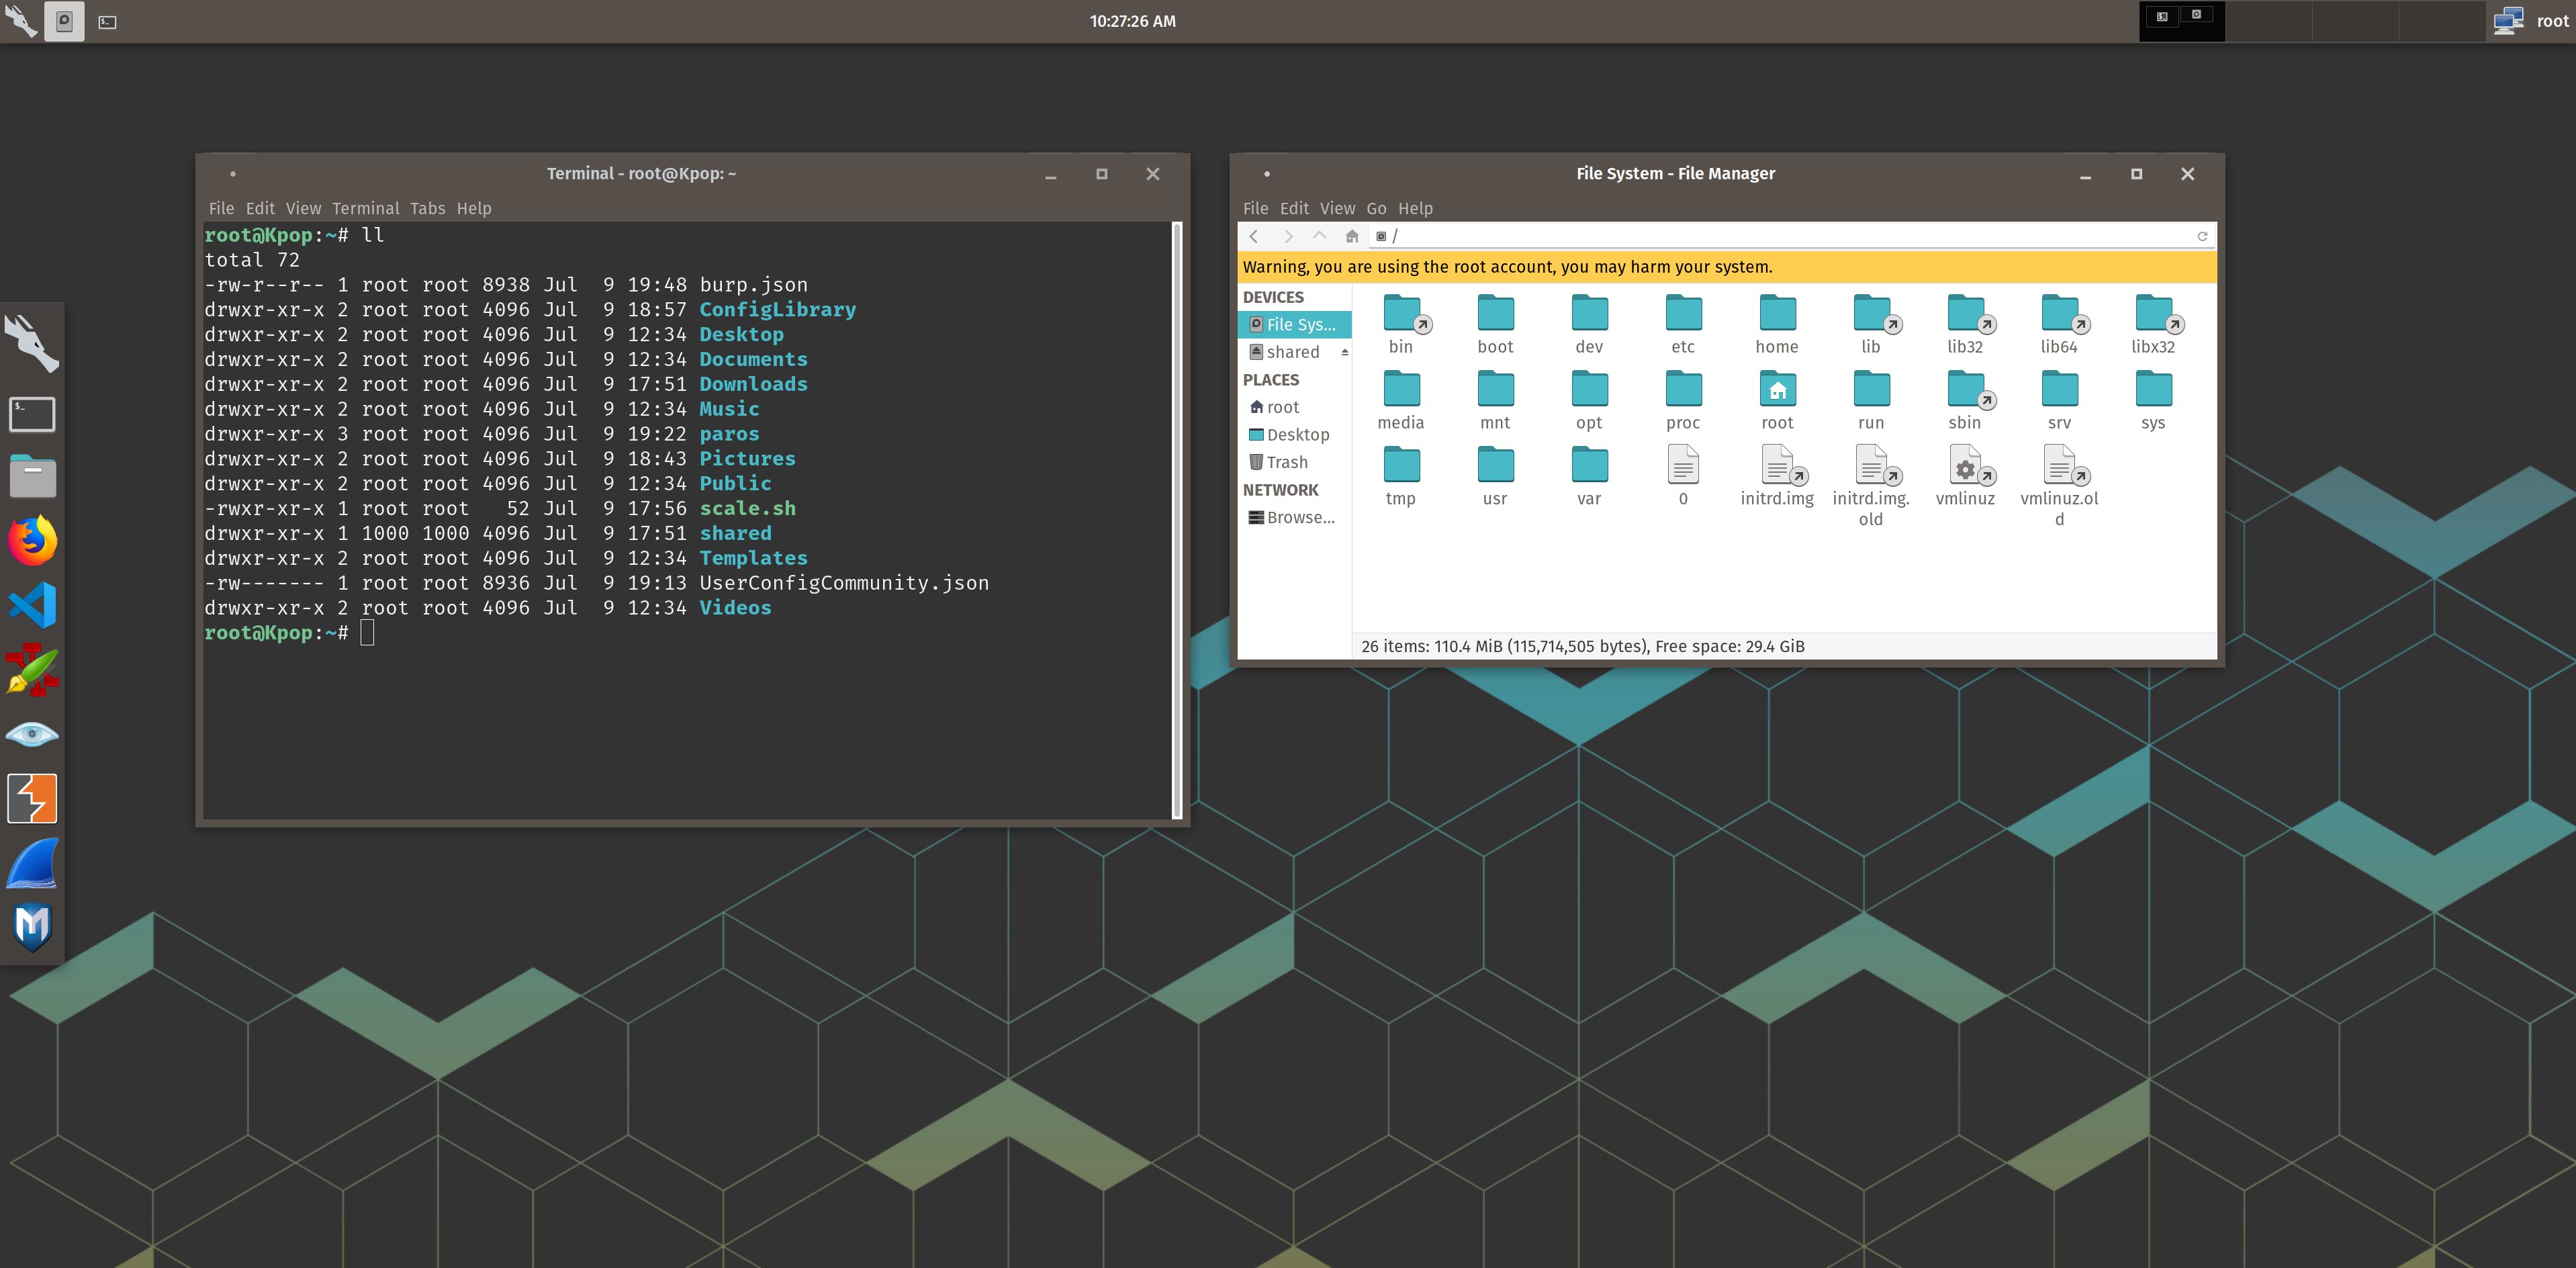 10:27:26 AM
root
Terminal - root@Kpop: ~
File Edit View Terminal Tabs Help
root@Kpop:~# ll
total 72
-rw-r--r-- 1 root root 8938 Jul  9 19:48 burp.json
drwxr-xr-x 2 root root 4096 Jul  9 18:57 ConfigLibrary
drwxr-xr-x 2 root root 4096 Jul  9 12:34 Desktop
drwxr-xr-x 2 root root 4096 Jul  9 12:34 Documents
drwxr-xr-x 2 root root 4096 Jul  9 17:51 Downloads
drwxr-xr-x 2 root root 4096 Jul  9 12:34 Music
drwxr-xr-x 3 root root 4096 Jul  9 19:22 paros
drwxr-xr-x 2 root root 4096 Jul  9 18:43 Pictures
drwxr-xr-x 2 root root 4096 Jul  9 12:34 Public
-rwxr-xr-x 1 root root   52 Jul  9 17:56 scale.sh
drwxr-xr-x 1 1000 1000 4096 Jul  9 17:51 shared
drwxr-xr-x 2 root root 4096 Jul  9 12:34 Templates
-rw------- 1 root root 8936 Jul  9 19:13 UserConfigCommunity.json
drwxr-xr-x 2 root root 4096 Jul  9 12:34 Videos
root@Kpop:~#
File System - File Manager
File Edit View Go Help
/
Warning, you are using the root account, you may harm your system.
DEVICES
File Sys...
shared
PLACES
root
Desktop
Trash
NETWORK
Browse...
bin boot dev etc home lib lib32 lib64 libx32
media mnt opt proc root run sbin srv sys
tmp usr var 0 initrd.img initrd.img. vmlinuz vmlinuz.ol
old d
26 items: 110.4 MiB (115,714,505 bytes), Free space: 29.4 GiB
$_
M